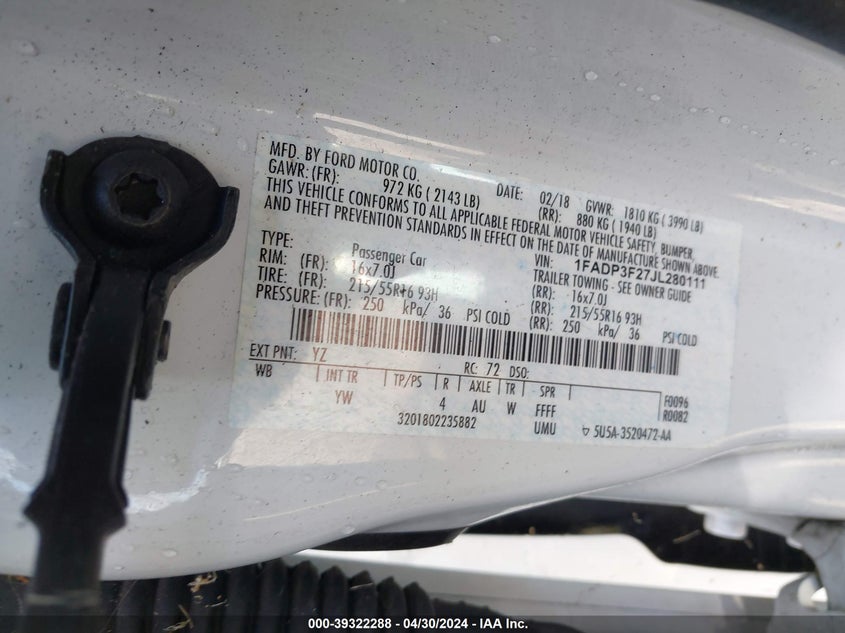 MFD. BY FORD MOTOR CO. DATE: 02/18 GVWR: 1810 KG ( 3990 LB)
GAWR: (FR): 972 KG ( 2143 LB) (RR): 880 KG ( 1940 LB)
THIS VEHICLE CONFORMS TO ALL APPLICABLE FEDERAL MOTOR VEHICLE SAFETY, BUMPER,
AND THEFT PREVENTION STANDARDS IN EFFECT ON THE DATE OF MANUFACTURE SHOWN ABOVE.
VIN: 1FADP3F27JL280111
TYPE: Passenger Car TRAILER TOWING - SEE OWNER GUIDE
RIM: (FR): 16x7.0J (RR): 16x7.0J
TIRE: (FR): 215/55R16 93H (RR): 215/55R16 93H
PRESSURE: (FR): 250 kPa/ 36 PSI COLD (RR): 250 kPa/ 36 PSI COLD
EXT PNT: YZ RC: 72 DSO: F0096
WB INT TR TP/PS R AXLE TR SPR R0082
YW 4 AU W FFFF
3201802235882 UMU 5U5A-3520472-AA
000-39322288 - 04/30/2024 - IAA Inc.